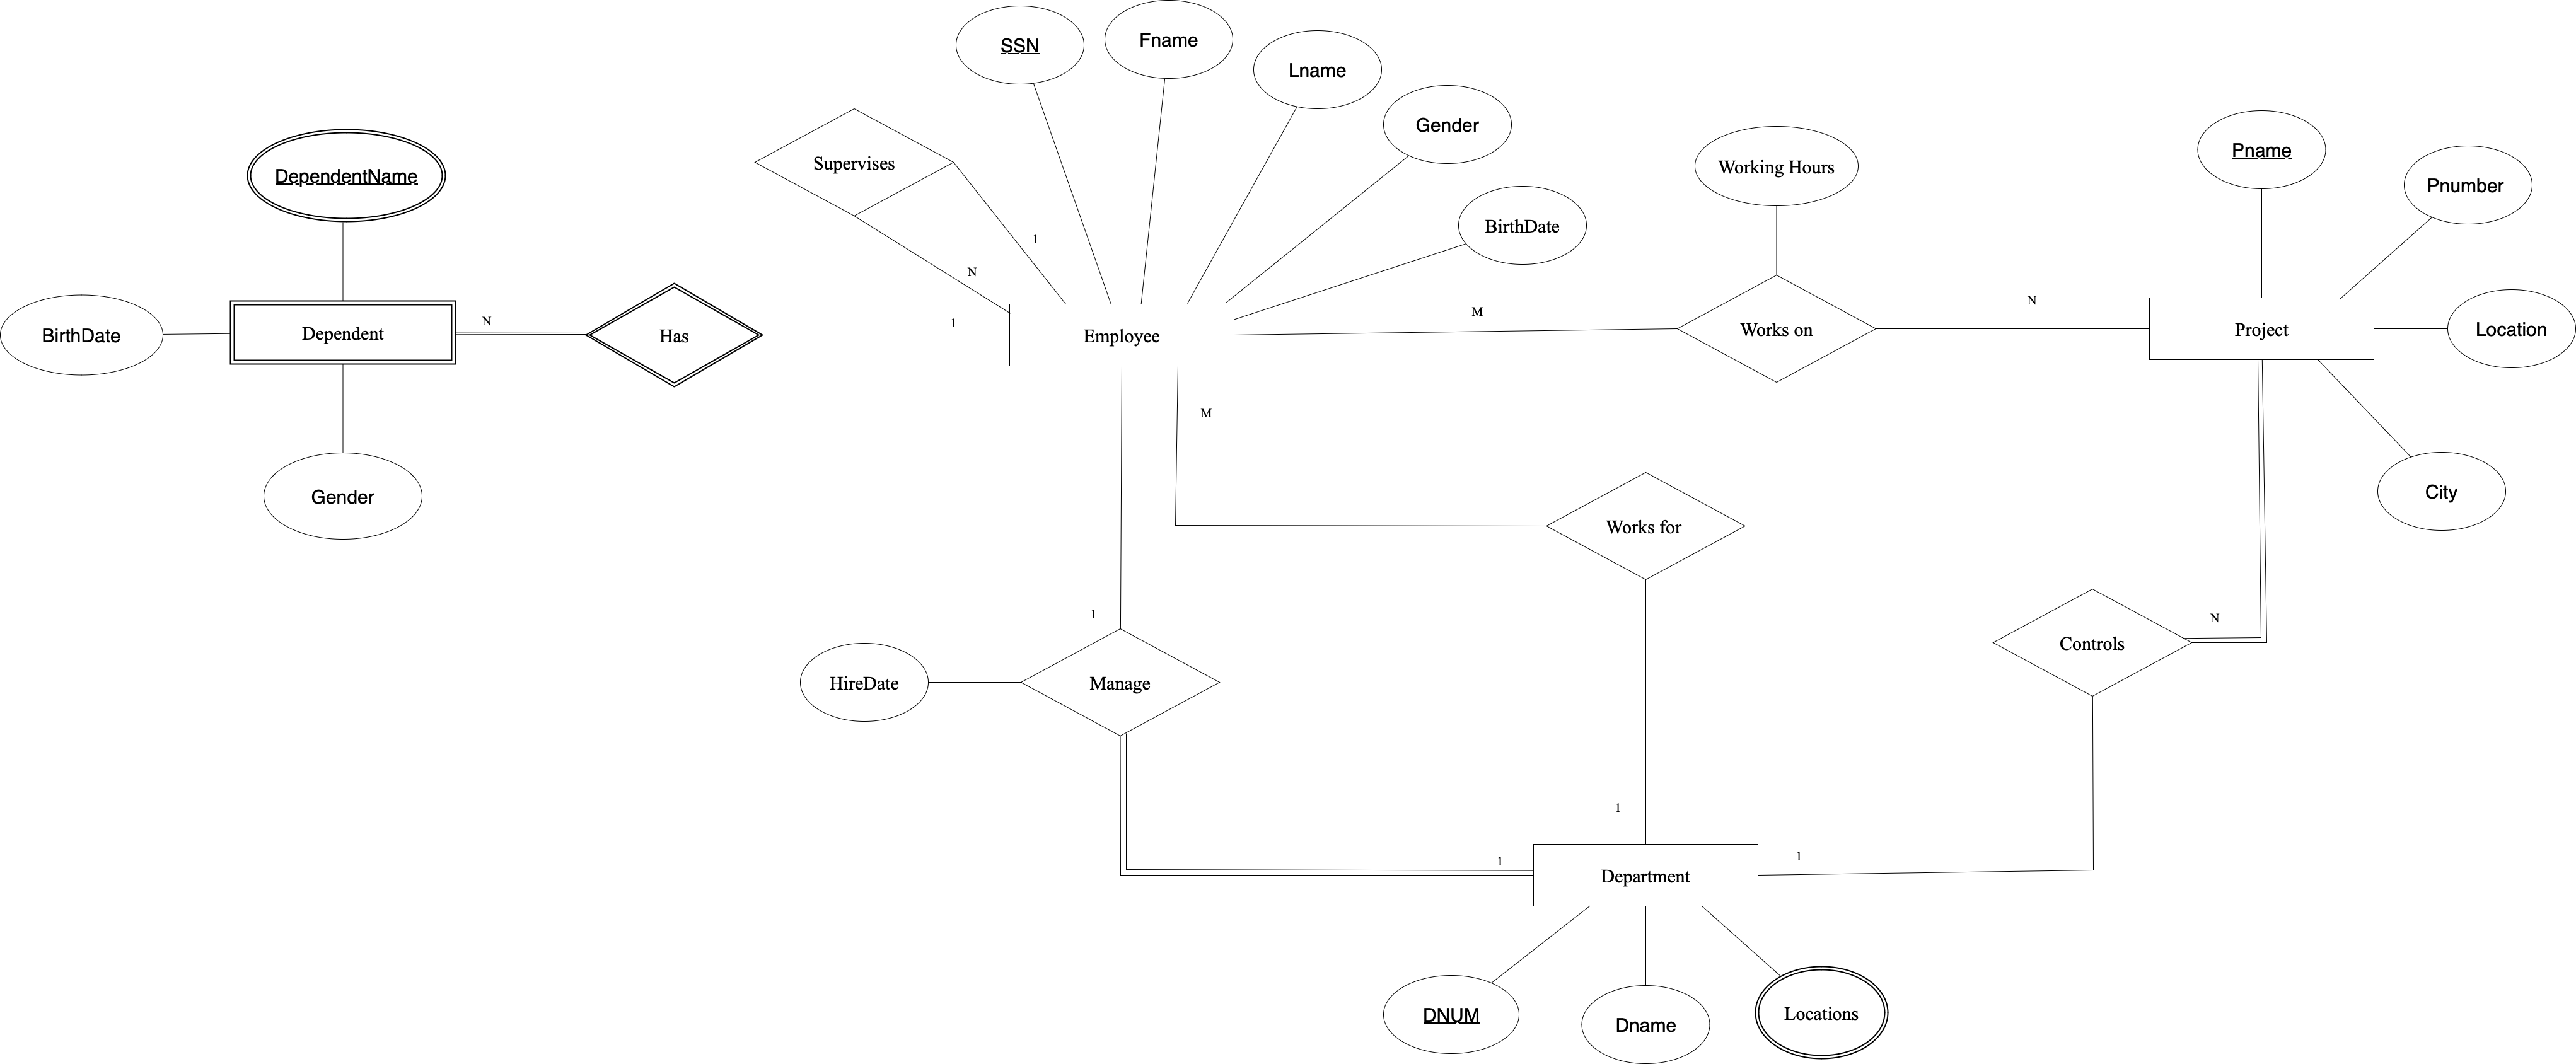 SSN
Fname
Lname
Gender
BirthDate
Supervises
1
N
Working Hours
Pname
Pnumber
DependentName
BirthDate
Dependent
N
Has
1
Employee
M
Works on
N
Project
Location
City
Gender
M
Works for
1
HireDate
Manage
N
Controls
1
1
1
Department
DNUM
Dname
Locations